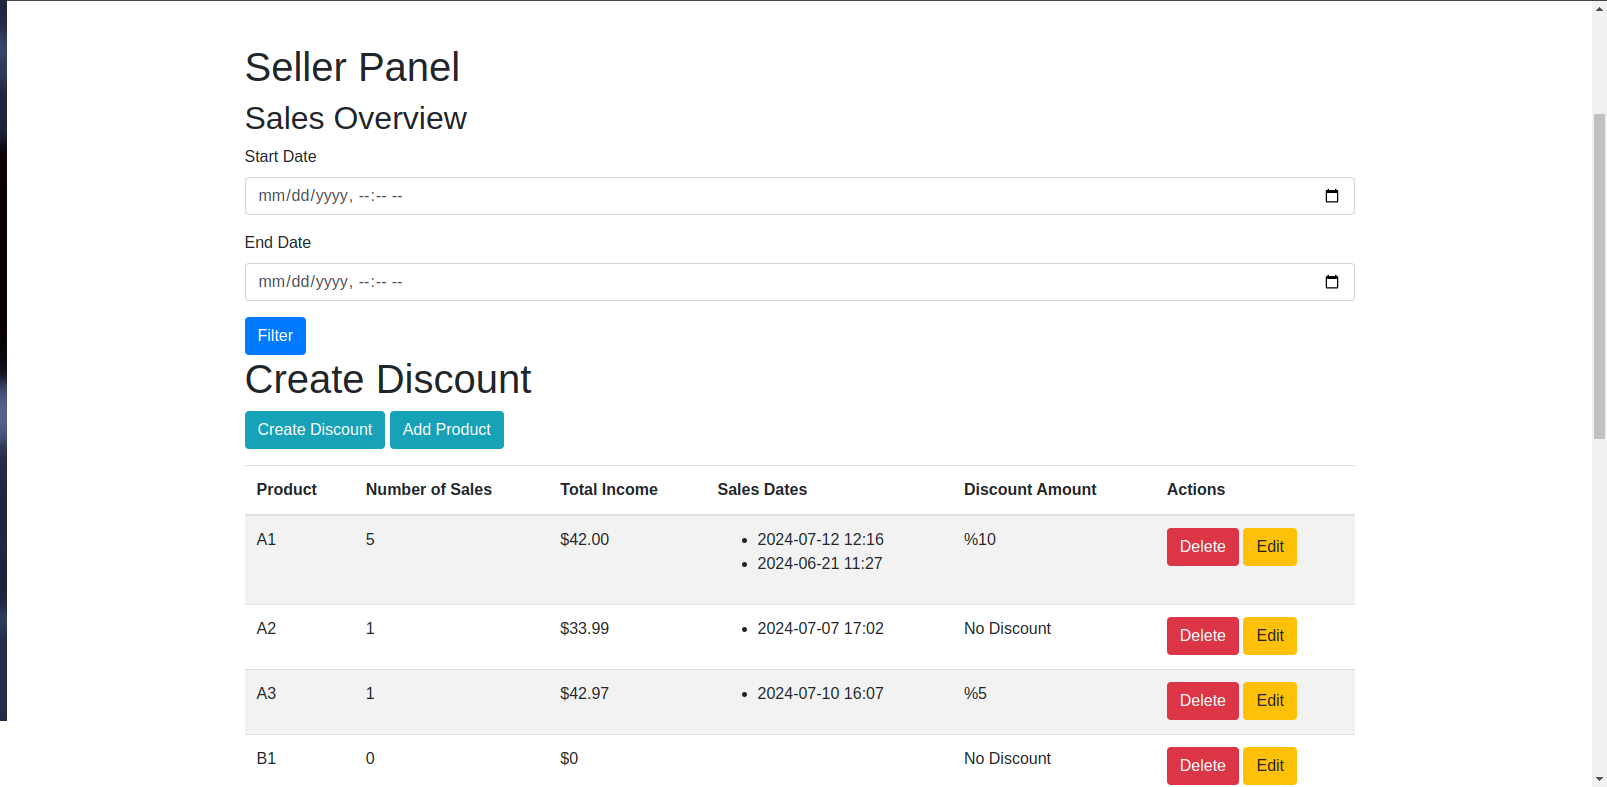 Seller Panel
Sales Overview
Start Date
mm/dd/yyyy, --:-- --
End Date
mm/dd/yyyy, --:-- --
Filter
Create Discount
Create Discount Add Product
Product Number of Sales Total Income Sales Dates Discount Amount Actions
A1 5 $42.00 • 2024-07-12 12:16 %10 Delete Edit
• 2024-06-21 11:27
A2 1 $33.99 • 2024-07-07 17:02 No Discount Delete Edit
A3 1 $42.97 • 2024-07-10 16:07 %5 Delete Edit
B1 0 $0 No Discount Delete Edit